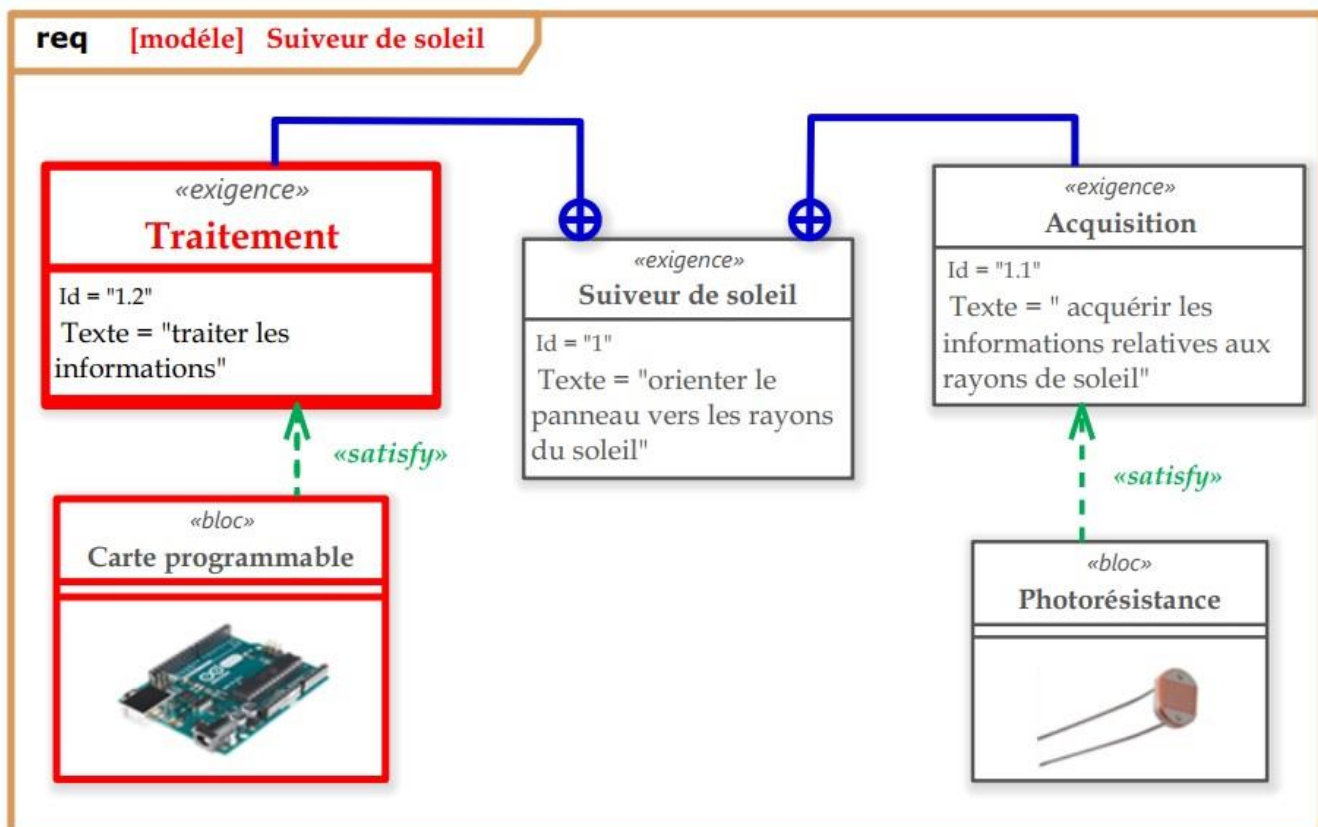 req [modéle] Suiveur de soleil
«exigence»
Traitement
Id = "1.2"
Texte = "traiter les
informations"
«exigence»
Suiveur de soleil
Id = "1"
Texte = "orienter le
panneau vers les rayons
du soleil"
«exigence»
Acquisition
Id = "1.1"
Texte = " acquérir les
informations relatives aux
rayons de soleil"
«satisfy»
«satisfy»
«bloc»
Carte programmable
«bloc»
Photorésistance